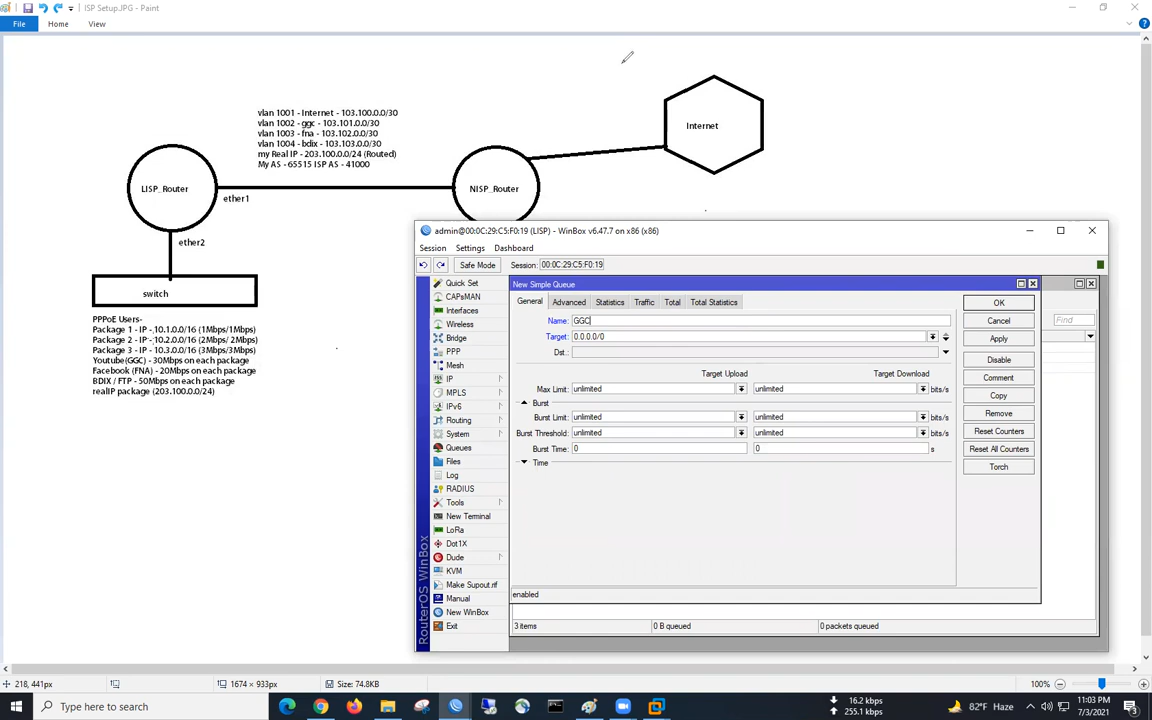 ISP Setup.JPG - Paint
File
Home
View
Internet
vlan 1001 - Internet - 103.100.0.0/30
vlan 1002 - ggc - 103.101.0.0/30
vlan 1003 - fna - 103.102.0.0/30
vlan 1004 - bdix - 103.103.0.0/30
my Real IP - 203.100.0.0/24 (Routed)
My AS - 65515 ISP AS - 41000
LISP_Router
NISP_Router
ether1
ether2
switch
PPPoE Users-
Package 1 - IP - 10.1.0.0/16 (1Mbps/1Mbps)
Package 2 - IP - 10.2.0.0/16 (2Mbps/ 2Mbps)
Package 3 - IP - 10.3.0.0/16 (3Mbps/3Mbps)
Youtube(GGC) - 30Mbps on each package
Facebook (FNA) - 20Mbps on each package
BDIX / FTP - 50Mbps on each package
realIP package (203.100.0.0/24)
admin@00:0C:29:C5:F0:19 (LISP) - WinBox v6.47.7 on x86 (x86)
Session Settings Dashboard
Safe Mode Session: 00:0C:29:C5:F0:19
RouterOS WinBox
Quick Set
CAPsMAN
Interfaces
Wireless
Bridge
PPP
Mesh
IP
MPLS
IPv6
Routing
System
Queues
Files
Log
RADIUS
Tools
New Terminal
LoRa
Dot1X
Dude
KVM
Make Supout.rif
Manual
New WinBox
Exit
New Simple Queue
General Advanced Statistics Traffic Total Total Statistics
Name: GGC
Target: 0.0.0.0/0
Dst.:
Target Upload Target Download
Max Limit: unlimited unlimited bits/s
Burst
Burst Limit: unlimited unlimited bits/s
Burst Threshold: unlimited unlimited bits/s
Burst Time: 0 0 s
Time
enabled
OK
Cancel
Apply
Disable
Comment
Copy
Remove
Reset Counters
Reset All Counters
Torch
Find
3 items 0 B queued 0 packets queued
218, 441px
1674 × 933px
Size: 74.8KB
100%
Type here to search
16.2 kbps
255.1 kbps
82°F Haze
11:03 PM
7/3/2021
3